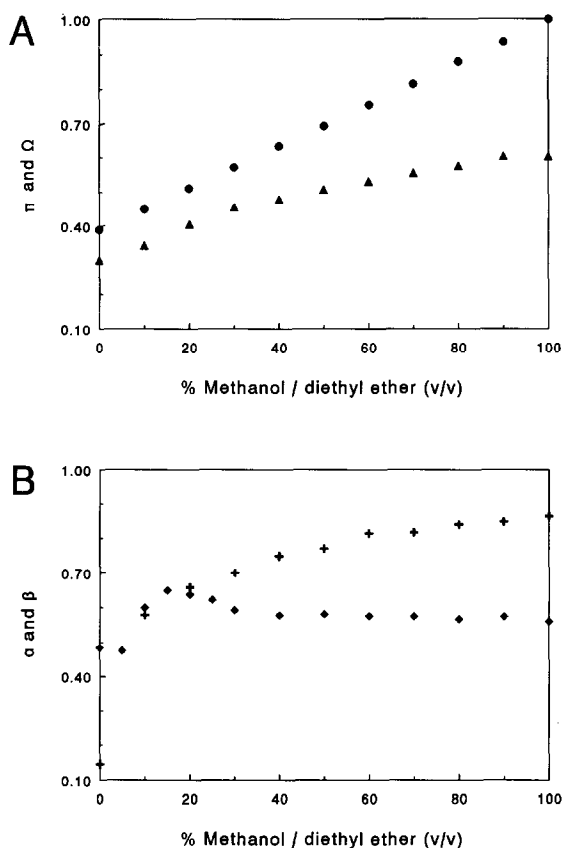 A
1.00
0.70
0.40
0.10
π and Ω
0 20 40 60 80 100
% Methanol / diethyl ether (v/v)
B
1.00
0.70
0.40
0.10
α and β
0 20 40 60 80 100
% Methanol / diethyl ether (v/v)